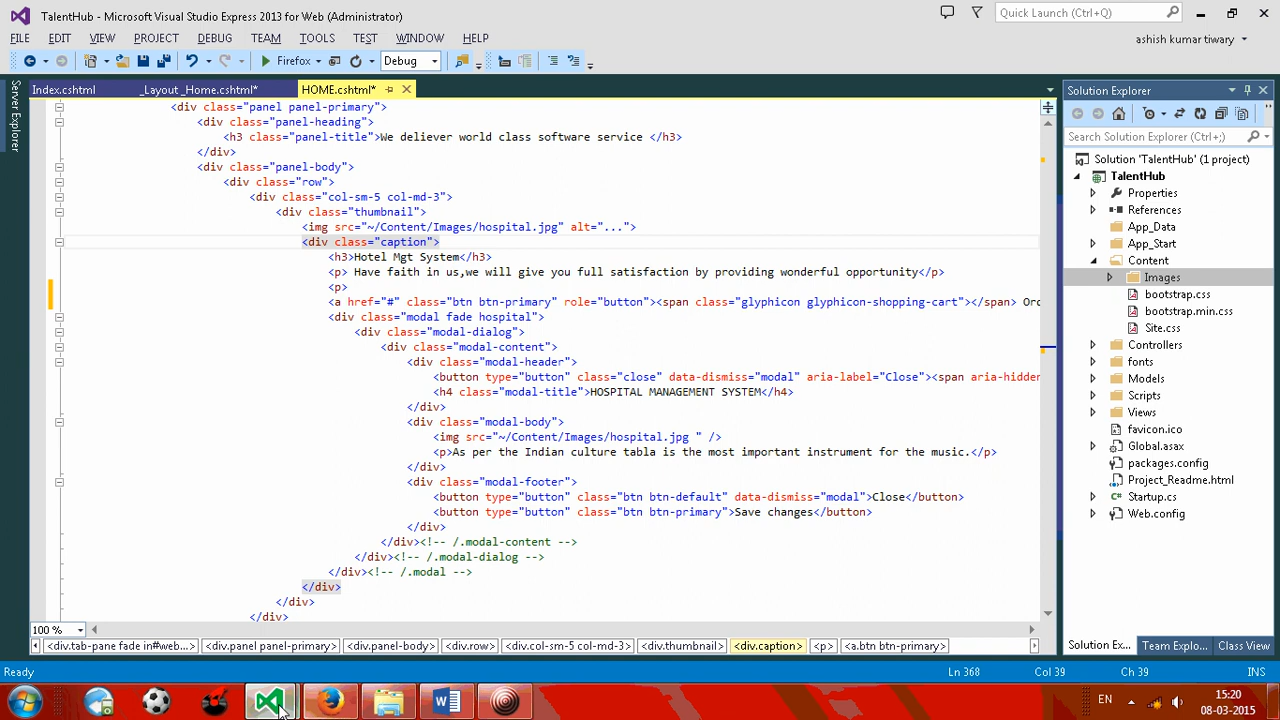 TalentHub - Microsoft Visual Studio Express 2013 for Web (Administrator)
Quick Launch (Ctrl+Q)
FILE EDIT VIEW PROJECT DEBUG TEAM TOOLS TEST WINDOW HELP
ashish kumar tiwary
Firefox Debug
Server Explorer
Index.cshtml _Layout _Home.cshtml* HOME.cshtml*
<div class="panel panel-primary">
<div class="panel-heading">
<h3 class="panel-title">We deliever world class software service </h3>
</div>
<div class="panel-body">
<div class="row">
<div class="col-sm-5 col-md-3">
<div class="thumbnail">
<img src="~/Content/Images/hospital.jpg" alt="...">
<div class="caption">
<h3>Hotel Mgt System</h3>
<p> Have faith in us,we will give you full satisfaction by providing wonderful opportunity</p>
<p>
<a href="#" class="btn btn-primary" role="button"><span class="glyphicon glyphicon-shopping-cart"></span> Orc
<div class="modal fade hospital">
<div class="modal-dialog">
<div class="modal-content">
<div class="modal-header">
<button type="button" class="close" data-dismiss="modal" aria-label="Close"><span aria-hidden
<h4 class="modal-title">HOSPITAL MANAGEMENT SYSTEM</h4>
</div>
<div class="modal-body">
<img src="~/Content/Images/hospital.jpg " />
<p>As per the Indian culture tabla is the most important instrument for the music.</p>
</div>
<div class="modal-footer">
<button type="button" class="btn btn-default" data-dismiss="modal">Close</button>
<button type="button" class="btn btn-primary">Save changes</button>
</div>
</div><!-- /.modal-content -->
</div><!-- /.modal-dialog -->
</div><!-- /.modal -->
</div>
</div>
</div>
100 %
<div.tab-pane fade in#web...> <div.panel panel-primary> <div.panel-body> <div.row> <div.col-sm-5 col-md-3> <div.thumbnail> <div.caption> <p> <a.btn btn-primary>
Solution Explorer
Search Solution Explorer (Ctrl+;)
Solution 'TalentHub' (1 project)
TalentHub
Properties
References
App_Data
App_Start
Content
Images
bootstrap.css
bootstrap.min.css
Site.css
Controllers
fonts
Models
Scripts
Views
favicon.ico
Global.asax
packages.config
Project_Readme.html
Startup.cs
Web.config
Solution Ex... Team Explo... Class View
Ready Ln 368 Col 39 Ch 39 INS
EN
15:20
08-03-2015